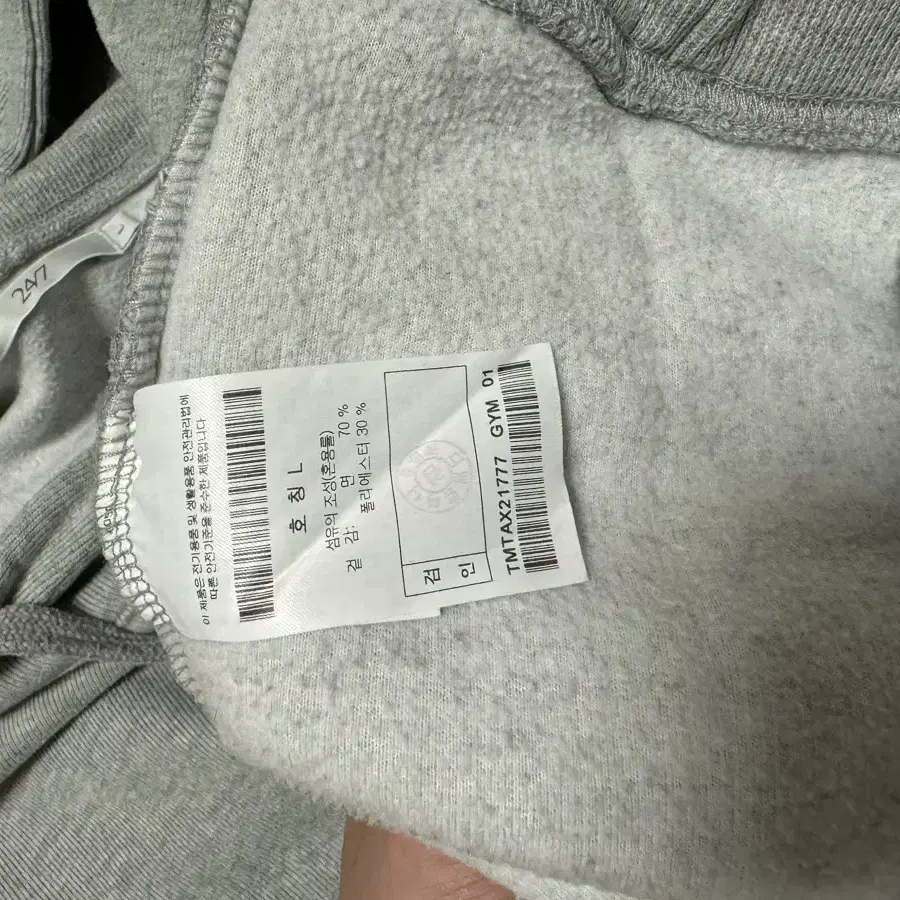 24/7
L
이 제품은 전기용품 및 생활용품 안전관리법에
따른 안전기준을 준수한 제품입니다
호 칭 L
섬유의 조성(혼용률)
겉 감: 면 70 %
폴리에스터 30 %
검 인
TMTAX21777 GYM 01